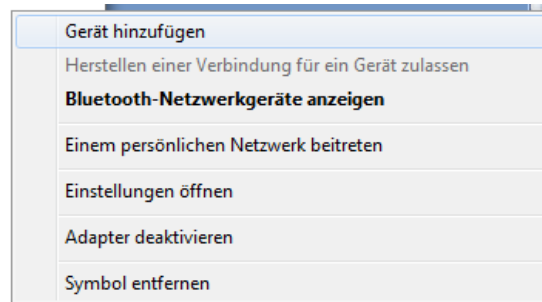 Gerät hinzufügen
Herstellen einer Verbindung für ein Gerät zulassen
Bluetooth-Netzwerkgeräte anzeigen
Einem persönlichen Netzwerk beitreten
Einstellungen öffnen
Adapter deaktivieren
Symbol entfernen